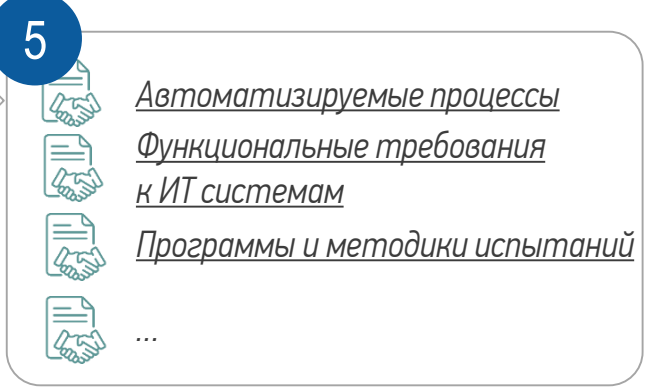 5
Автоматизируемые процессы
Функциональные требования
к ИТ системам
Программы и методики испытаний
...